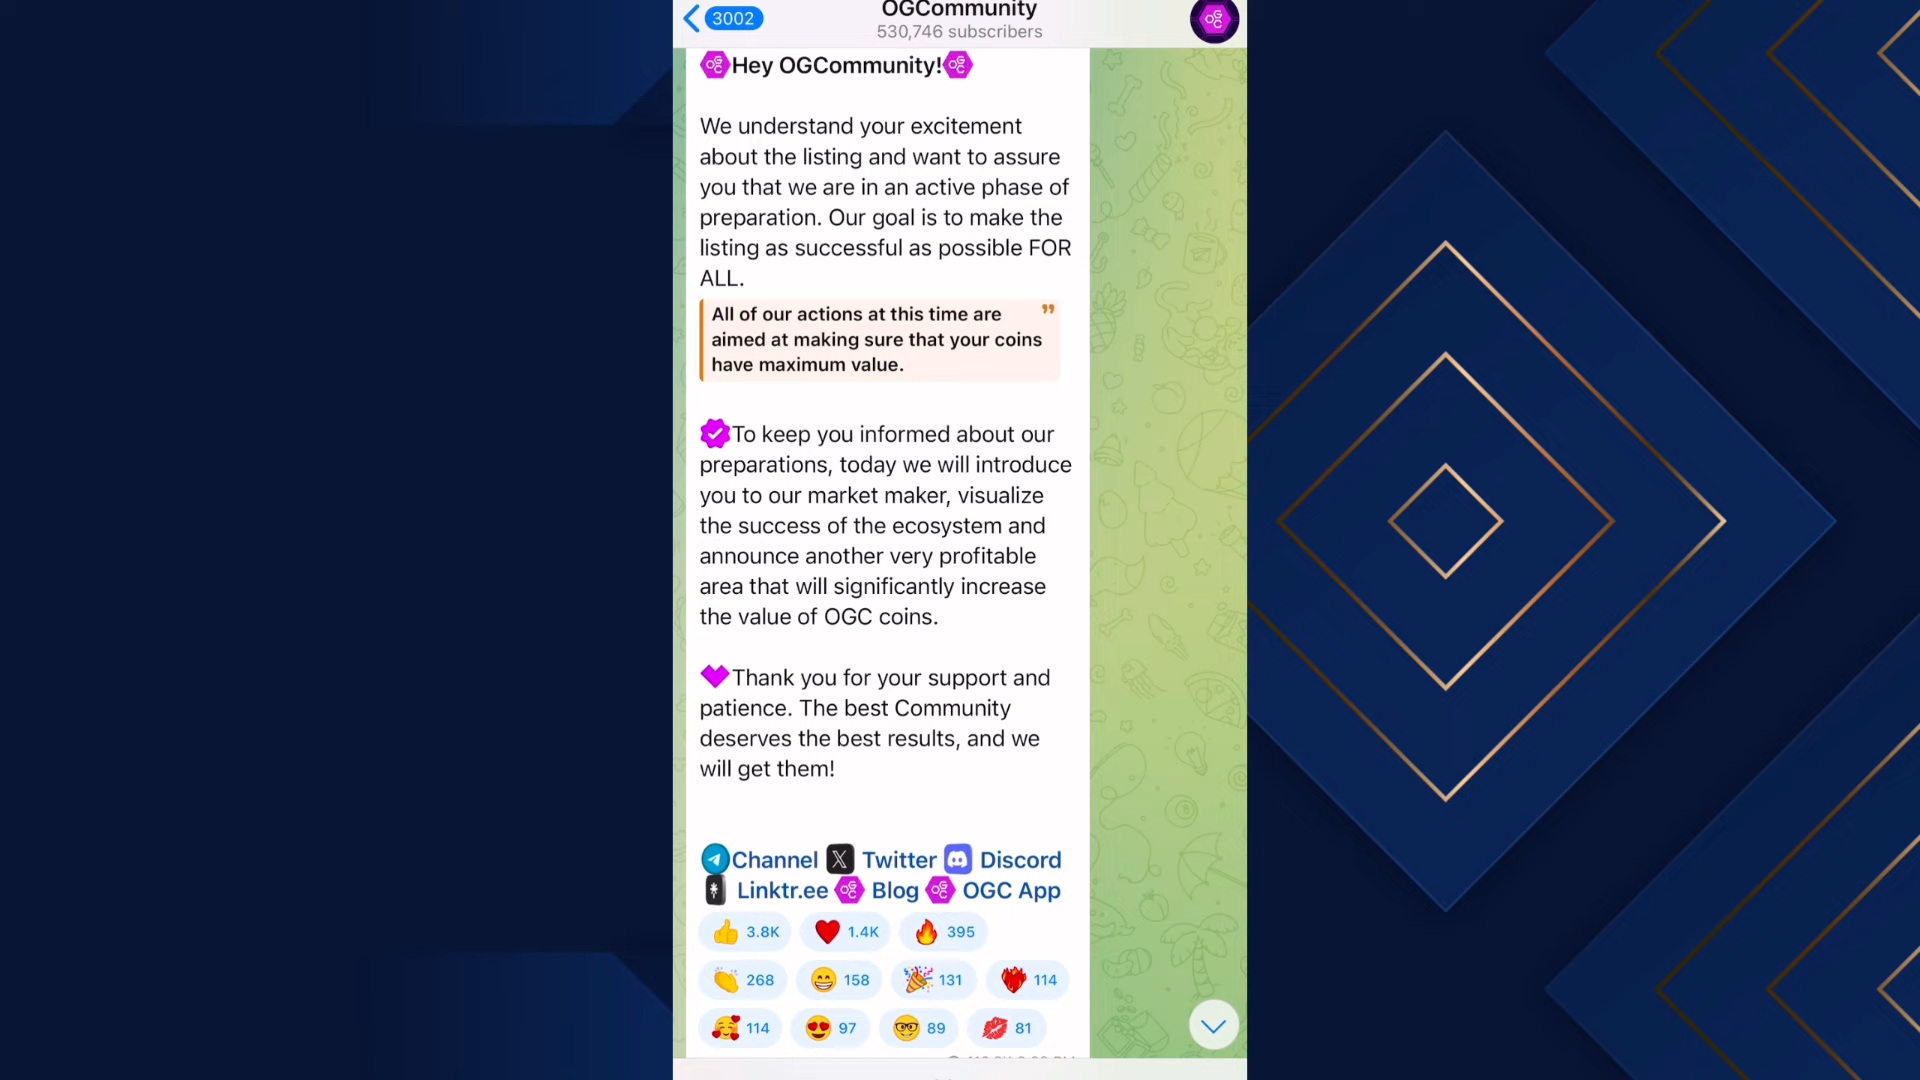 3002
OGCommunity
530,746 subscribers
Hey OGCommunity!
We understand your excitement
about the listing and want to assure
you that we are in an active phase of
preparation. Our goal is to make the
listing as successful as possible FOR
ALL.
All of our actions at this time are
aimed at making sure that your coins
have maximum value.
To keep you informed about our
preparations, today we will introduce
you to our market maker, visualize
the success of the ecosystem and
announce another very profitable
area that will significantly increase
the value of OGC coins.
Thank you for your support and
patience. The best Community
deserves the best results, and we
will get them!
Channel Twitter Discord
Linktr.ee Blog OGC App
3.8K 1.4K 395
268 158 131 114
114 97 89 81